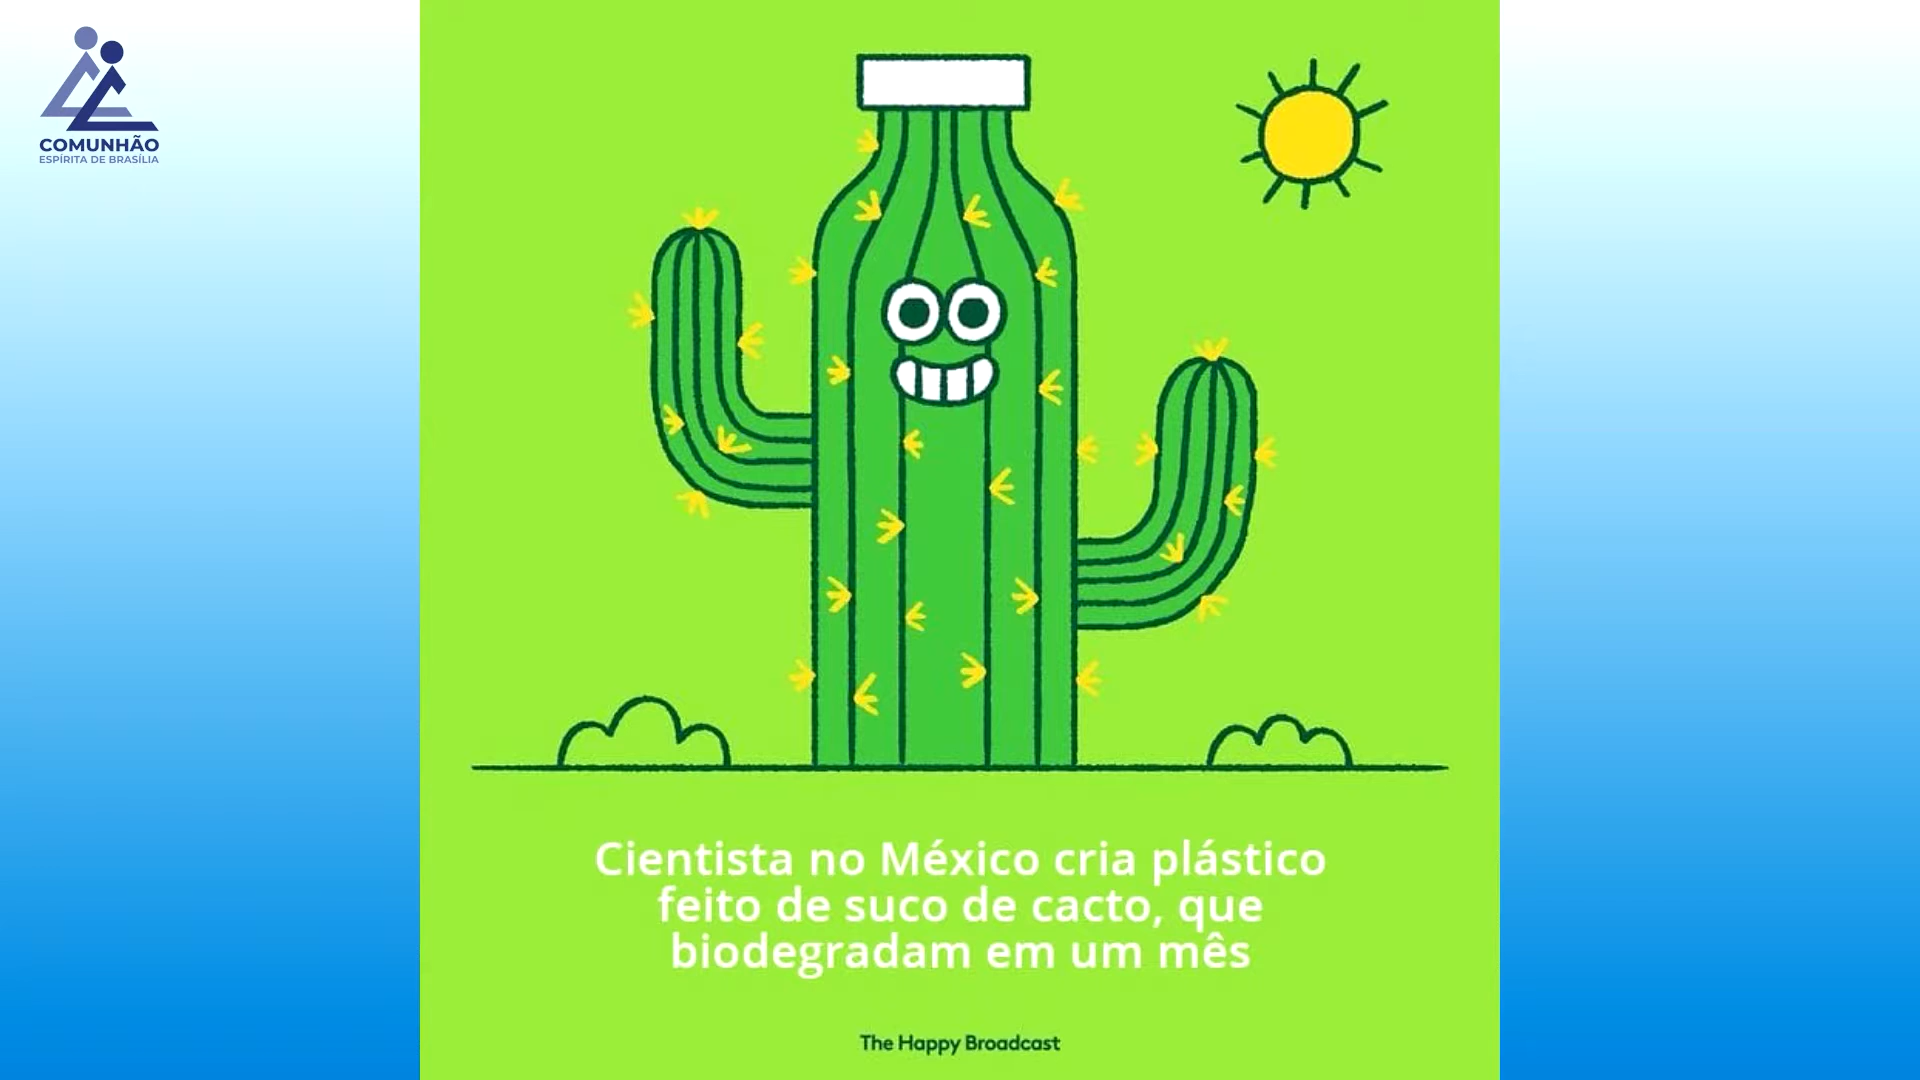 COMUNHÃO
ESPÍRITA DE BRASÍLIA
Cientista no México cria plástico
feito de suco de cacto, que
biodegradam em um mês
The Happy Broadcast